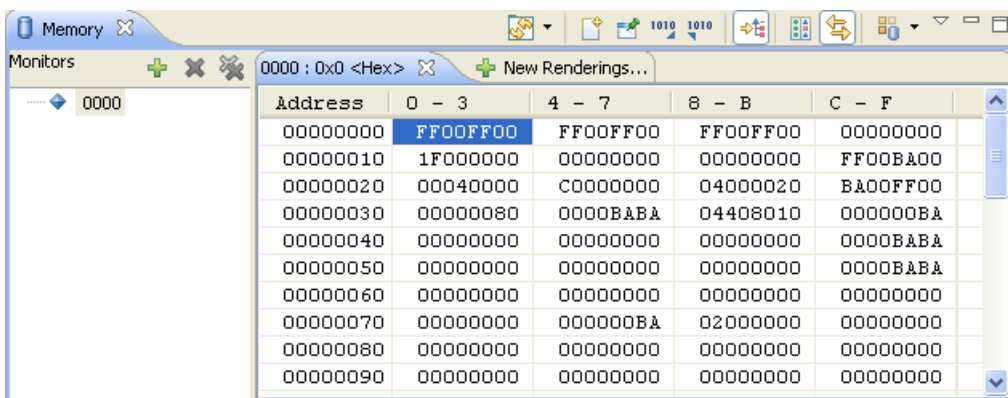 Memory
1010 1010
Monitors
0000 : 0x0 <Hex> New Renderings...
0000
Address 0 - 3 4 - 7 8 - B C - F
00000000 FF00FF00 FF00FF00 FF00FF00 00000000
00000010 1F000000 00000000 00000000 FF00BA00
00000020 00040000 C0000000 04000020 BA00FF00
00000030 00000080 0000BABA 04408010 000000BA
00000040 00000000 00000000 00000000 0000BABA
00000050 00000000 00000000 00000000 0000BABA
00000060 00000000 00000000 00000000 00000000
00000070 00000000 000000BA 02000000 00000000
00000080 00000000 00000000 00000000 00000000
00000090 00000000 00000000 00000000 00000000